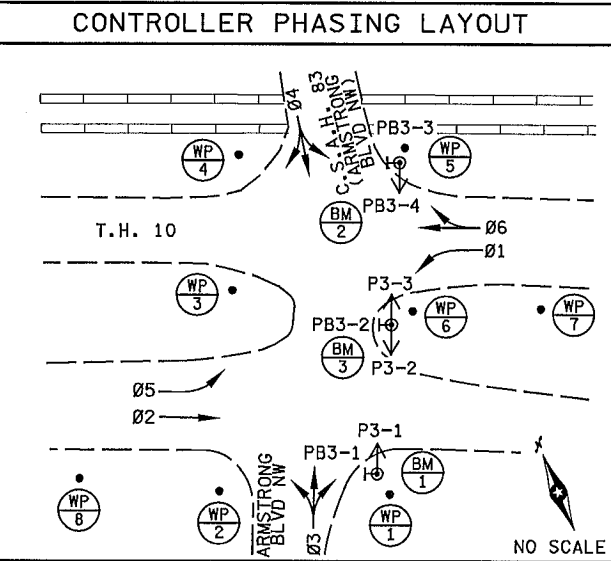 CONTROLLER PHASING LAYOUT
Ø4
C. S. A. H. 83
(ARMSTRONG
BLVD NW)
PB3-3
WP
4
WP
5
PB3-4
BM
2
T.H. 10
Ø6
Ø1
P3-3
WP
3
PB3-2
WP
6
WP
7
BM
3
P3-2
Ø5
Ø2
P3-1
PB3-1
BM
1
ARMSTRONG
BLVD NW
WP
8
WP
2
Ø3
WP
1
NO SCALE